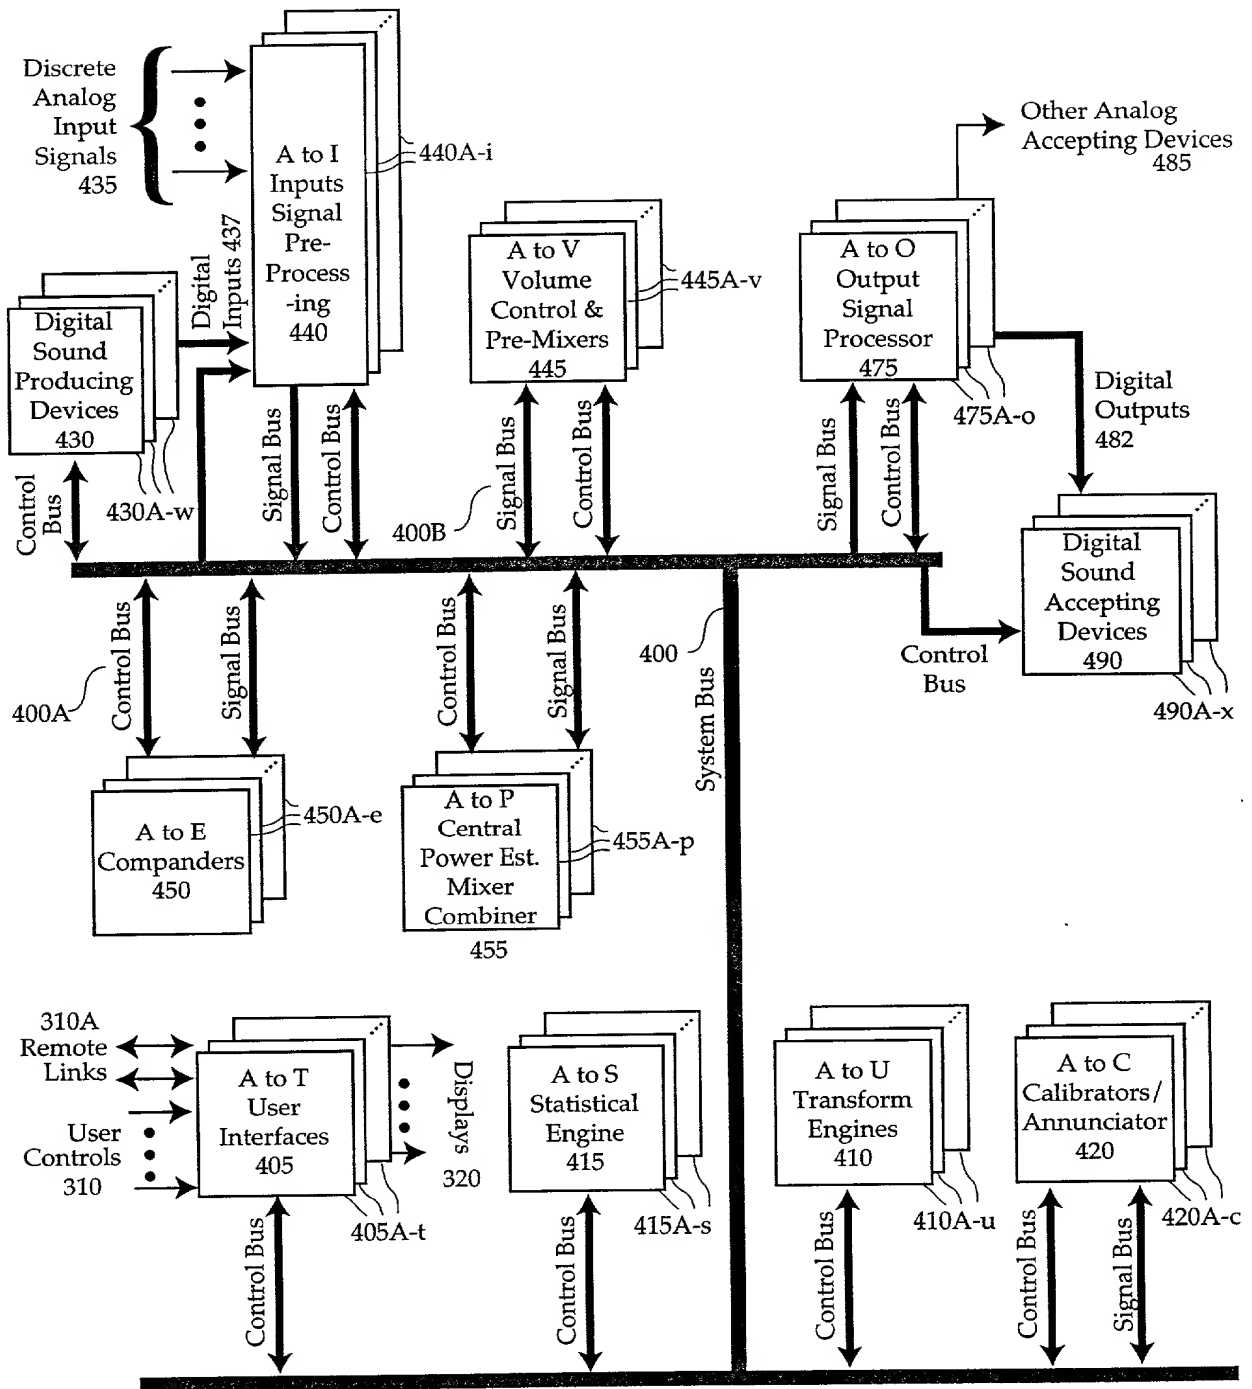 Discrete
Analog
Input
Signals
435
A to I
Inputs
Signal
Pre-
Process
-ing
440
440A-i
Digital
Inputs 437
Digital
Sound
Producing
Devices
430
430A-w
Control
Bus
Signal Bus
Control Bus
A to V
Volume
Control &
Pre-Mixers
445
445A-v
400B
Signal Bus
Control Bus
A to O
Output
Signal
Processor
475
475A-o
Other Analog
Accepting Devices
485
Digital
Outputs
482
Signal Bus
Control Bus
Digital
Sound
Accepting
Devices
490
490A-x
Control
Bus
400A
Control Bus
Signal Bus
Control Bus
Signal Bus
400
System Bus
A to E
Companders
450
450A-e
A to P
Central
Power Est.
Mixer
Combiner
455
455A-p
310A
Remote
Links
User
Controls
310
A to T
User
Interfaces
405
405A-t
Displays
320
Control Bus
A to S
Statistical
Engine
415
415A-s
Control Bus
A to U
Transform
Engines
410
410A-u
Control Bus
A to C
Calibrators/
Annunciator
420
420A-c
Control Bus
Signal Bus